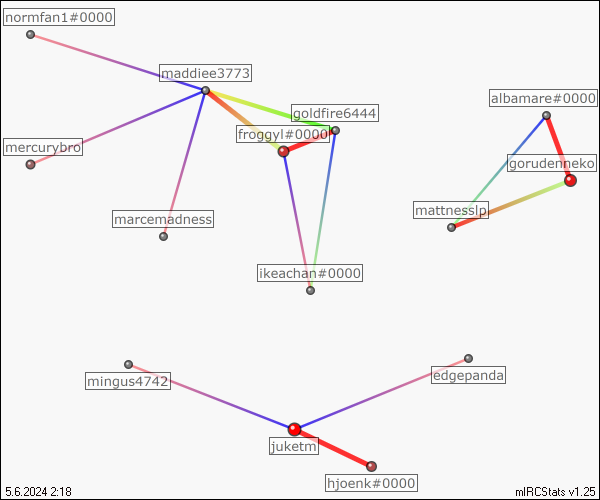 normfan1#0000
maddiee3773
albamare#0000
goldfire6444
froggyl#0000
mercurybro
gorudenneko
marcemadness
mattnesslp
ikeachan#0000
mingus4742
edgepanda
juketm
hjoenk#0000
5.6.2024 2:18
mIRCStats v1.25